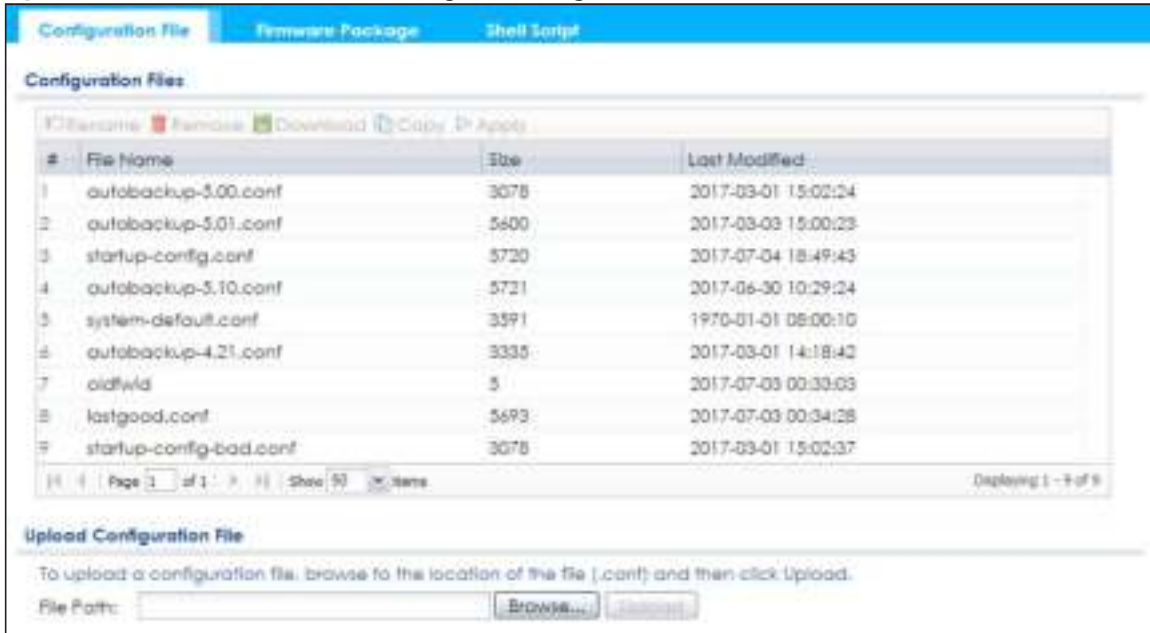 Configuration File Firmware Package Shell Script
Configuration Files
Rename Remove Download Copy Apply
# File Name Size Last Modified
1 autobackup-5.00.conf 3078 2017-03-01 15:02:24
2 autobackup-5.01.conf 5600 2017-03-03 15:00:23
3 startup-config.conf 5720 2017-07-04 18:49:43
4 autobackup-5.10.conf 5721 2017-06-30 10:29:24
5 system-default.conf 3591 1970-01-01 08:00:10
6 autobackup-4.21.conf 3335 2017-03-01 14:18:42
7 oldfwid 5 2017-07-03 00:33:03
8 lastgood.conf 5693 2017-07-03 00:34:28
9 startup-config-bad.conf 3078 2017-03-01 15:02:37
Page 1 of 1 Show 50 items Displaying 1 - 9 of 9
Upload Configuration File
To upload a configuration file, browse to the location of the file (.conf) and then click Upload.
File Path: Browse... Upload